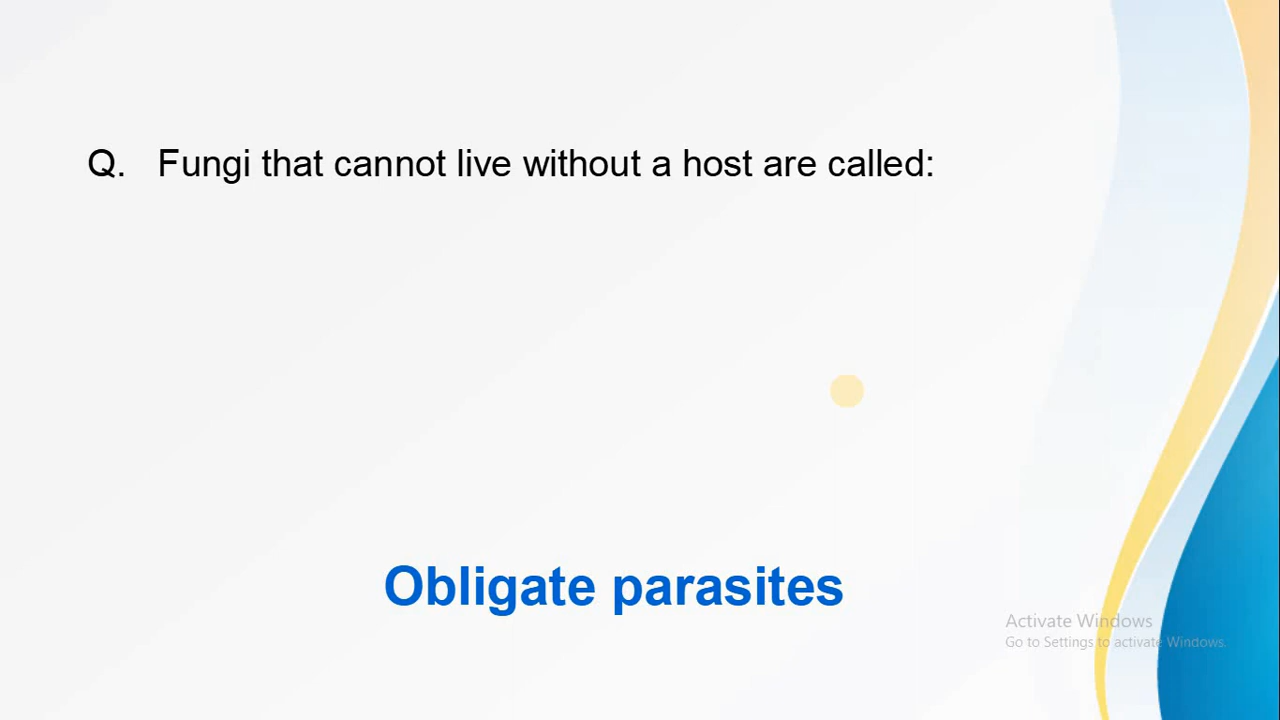 Q. Fungi that cannot live without a host are called:
Obligate parasites
Activate Windows
Go to Settings to activate Windows.